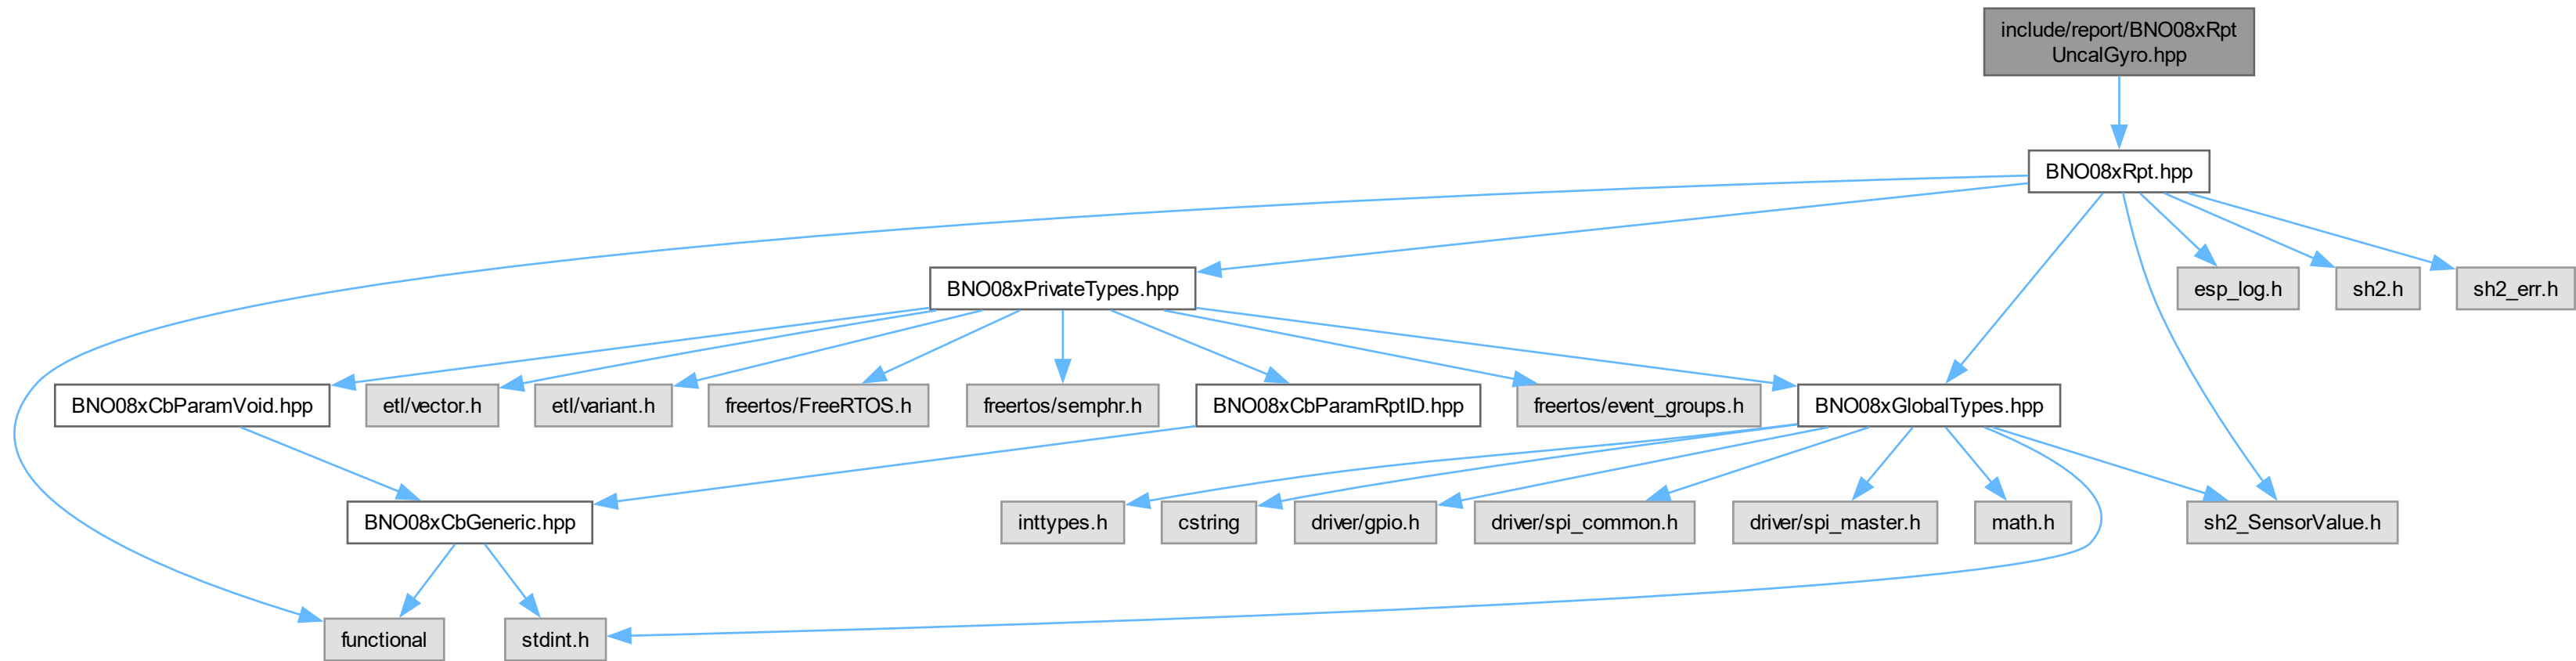 include/report/BNO08xRpt
UncalGyro.hpp
BNO08xRpt.hpp
BNO08xPrivateTypes.hpp
esp_log.h
sh2.h
sh2_err.h
BNO08xCbParamVoid.hpp
etl/vector.h
etl/variant.h
freertos/FreeRTOS.h
freertos/semphr.h
BNO08xCbParamRptID.hpp
freertos/event_groups.h
BNO08xGlobalTypes.hpp
BNO08xCbGeneric.hpp
inttypes.h
cstring
driver/gpio.h
driver/spi_common.h
driver/spi_master.h
math.h
sh2_SensorValue.h
functional
stdint.h